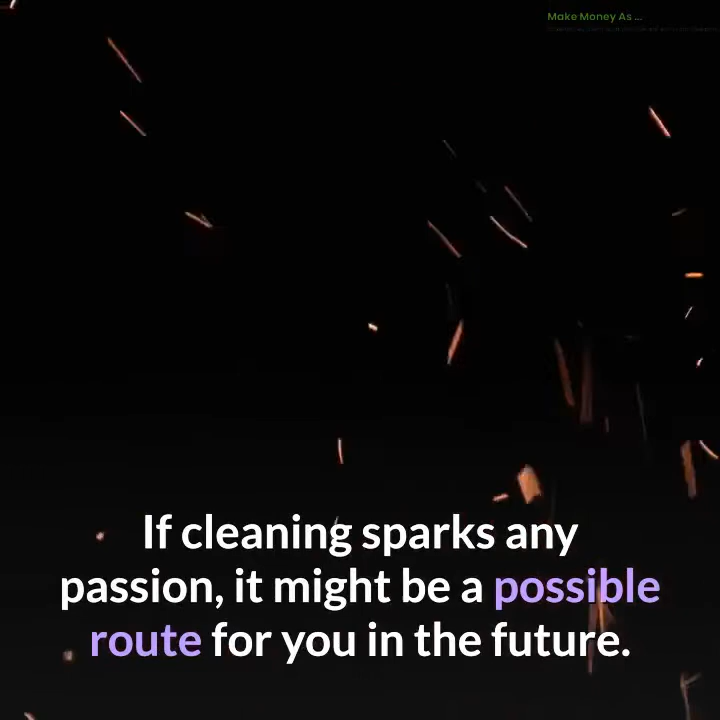 Make Money As ...
If cleaning sparks any
passion, it might be a possible
route for you in the future.